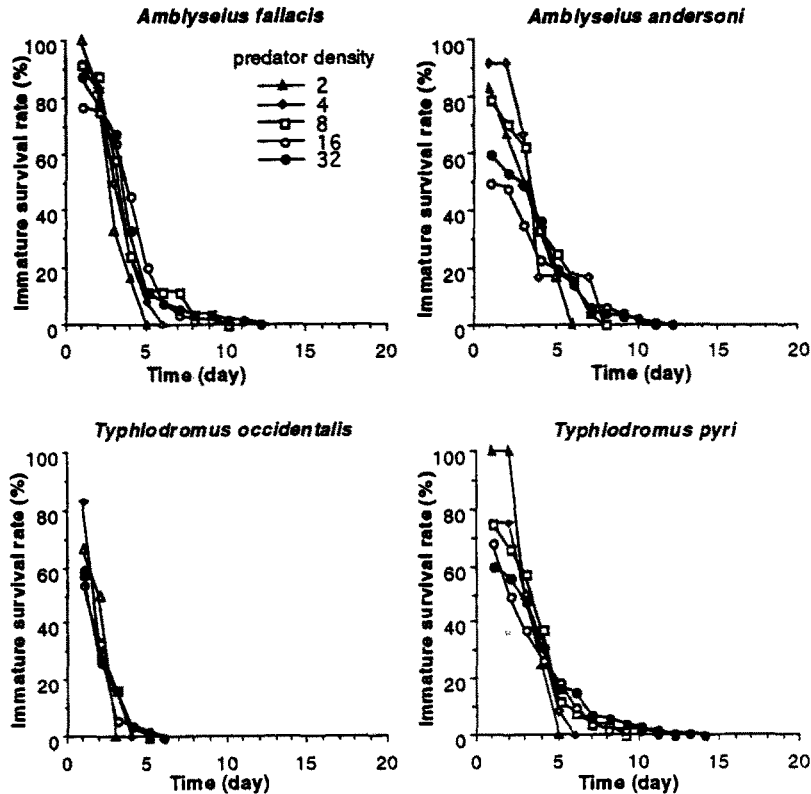 Amblyseius fallacis
Amblyseius andersoni
Immature survival rate (%)
100
80
60
40
20
0
predator density
2
4
8
16
32
0 5 10 15 20
Time (day)
Immature survival rate (%)
100
80
60
40
20
0
0 5 10 15 20
Time (day)
Typhlodromus occidentalis
Typhlodromus pyri
Immature survival rate (%)
100
80
60
40
20
0
0 5 10 15 20
Time (day)
Immature survival rate (%)
100
80
60
40
20
0
0 5 10 15 20
Time (day)